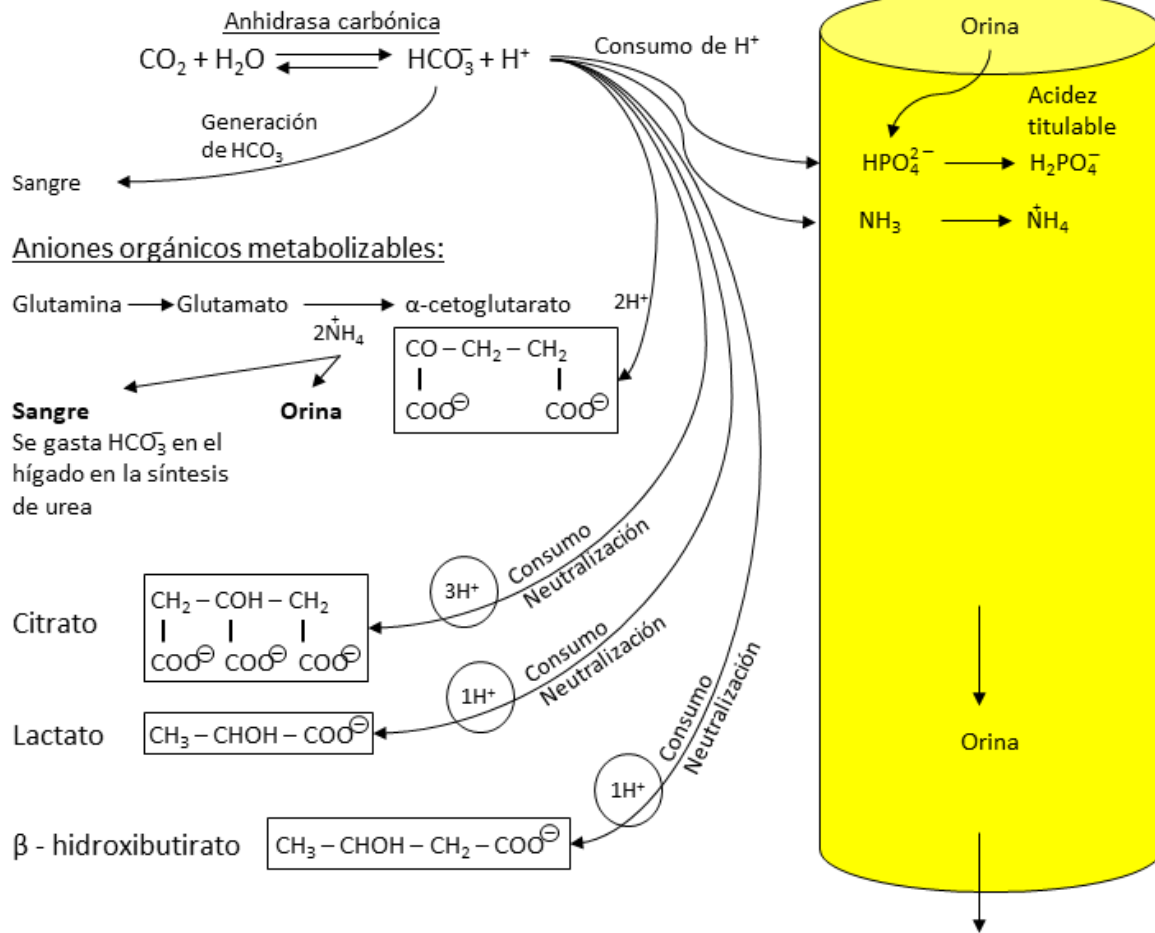 Anhidrasa carbónica
CO₂ + H₂O ⇌ HCO₃⁻ + H⁺
Consumo de H⁺
Generación
de HCO₃
Sangre
Orina
Acidez
titulable
HPO₄²⁻ → H₂PO₄⁻
NH₃ → N⁺H₄
Aniones orgánicos metabolizables:
Glutamina → Glutamato → α-cetoglutarato
2N⁺H₄
2H⁺
CO – CH₂ – CH₂
COO⊖ COO⊖
Sangre
Orina
Se gasta HCO₃⁻ en el
hígado en la síntesis
de urea
Citrato
CH₂ – COH – CH₂
COO⊖ COO⊖ COO⊖
3H⁺
Consumo
Neutralización
Lactato
CH₃ – CHOH – COO⊖
1H⁺
Consumo
Neutralización
β - hidroxibutirato
CH₃ – CHOH – CH₂ – COO⊖
1H⁺
Consumo
Neutralización
Orina